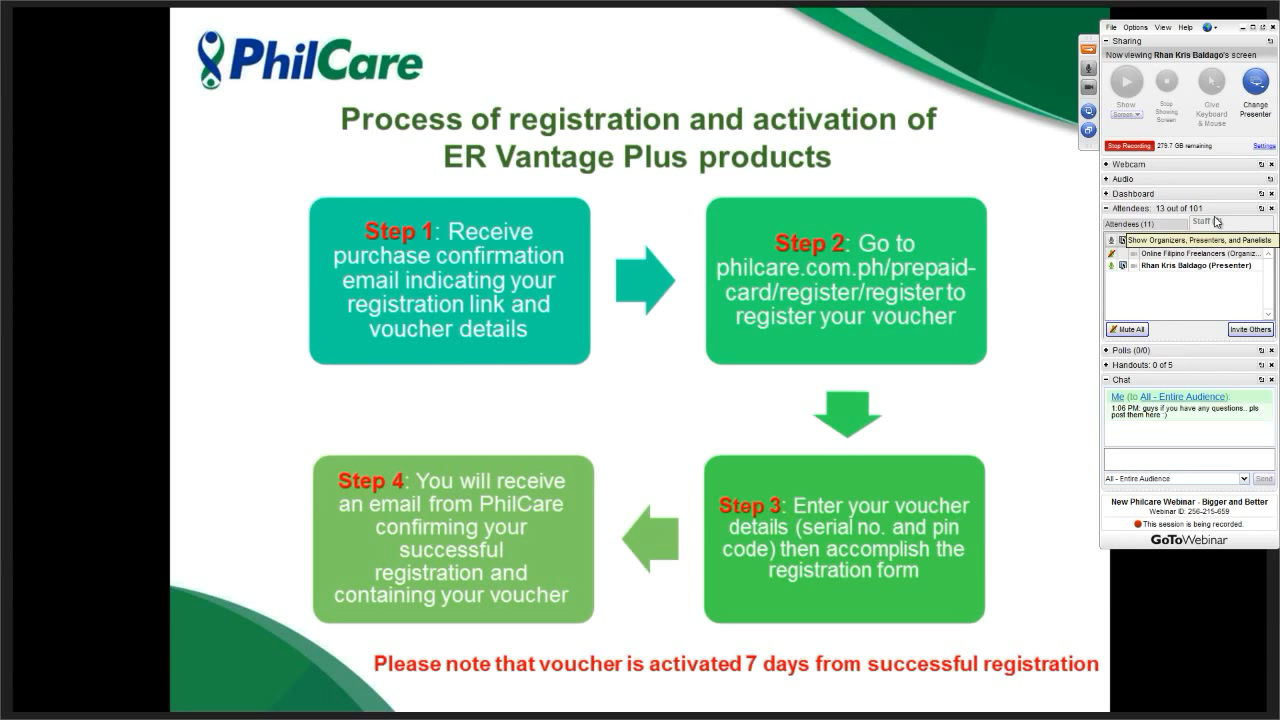 PhilCare
Process of registration and activation of
ER Vantage Plus products
Step 1: Receive
purchase confirmation
email indicating your
registration link and
voucher details
Step 2: Go to
philcare.com.ph/prepaid-
card/register/register to
register your voucher
Step 3: Enter your voucher
details (serial no. and pin
code) then accomplish the
registration form
Step 4: You will receive
an email from PhilCare
confirming your
successful
registration and
containing your voucher
Please note that voucher is activated 7 days from successful registration
File Options View Help
Sharing
Now viewing Rhan Kris Baldago's screen
Show
Screen
Stop
Showing
Screen
Give
Keyboard
& Mouse
Change
Presenter
Stop Recording 279.7 GB remaining Settings
Webcam
Audio
Dashboard
Attendees: 13 out of 101
Attendees (11) Staff
Show Organizers, Presenters, and Panelists
Online Filipino Freelancers (Organiz...
Rhan Kris Baldago (Presenter)
Mute All Invite Others
Polls (0/0)
Handouts: 0 of 5
Chat
Me (to All - Entire Audience):
1:06 PM: guys if you have any questions.. pls
post them here :)
All - Entire Audience Send
New Philcare Webinar - Bigger and Better
Webinar ID: 256-215-659
This session is being recorded.
GoToWebinar